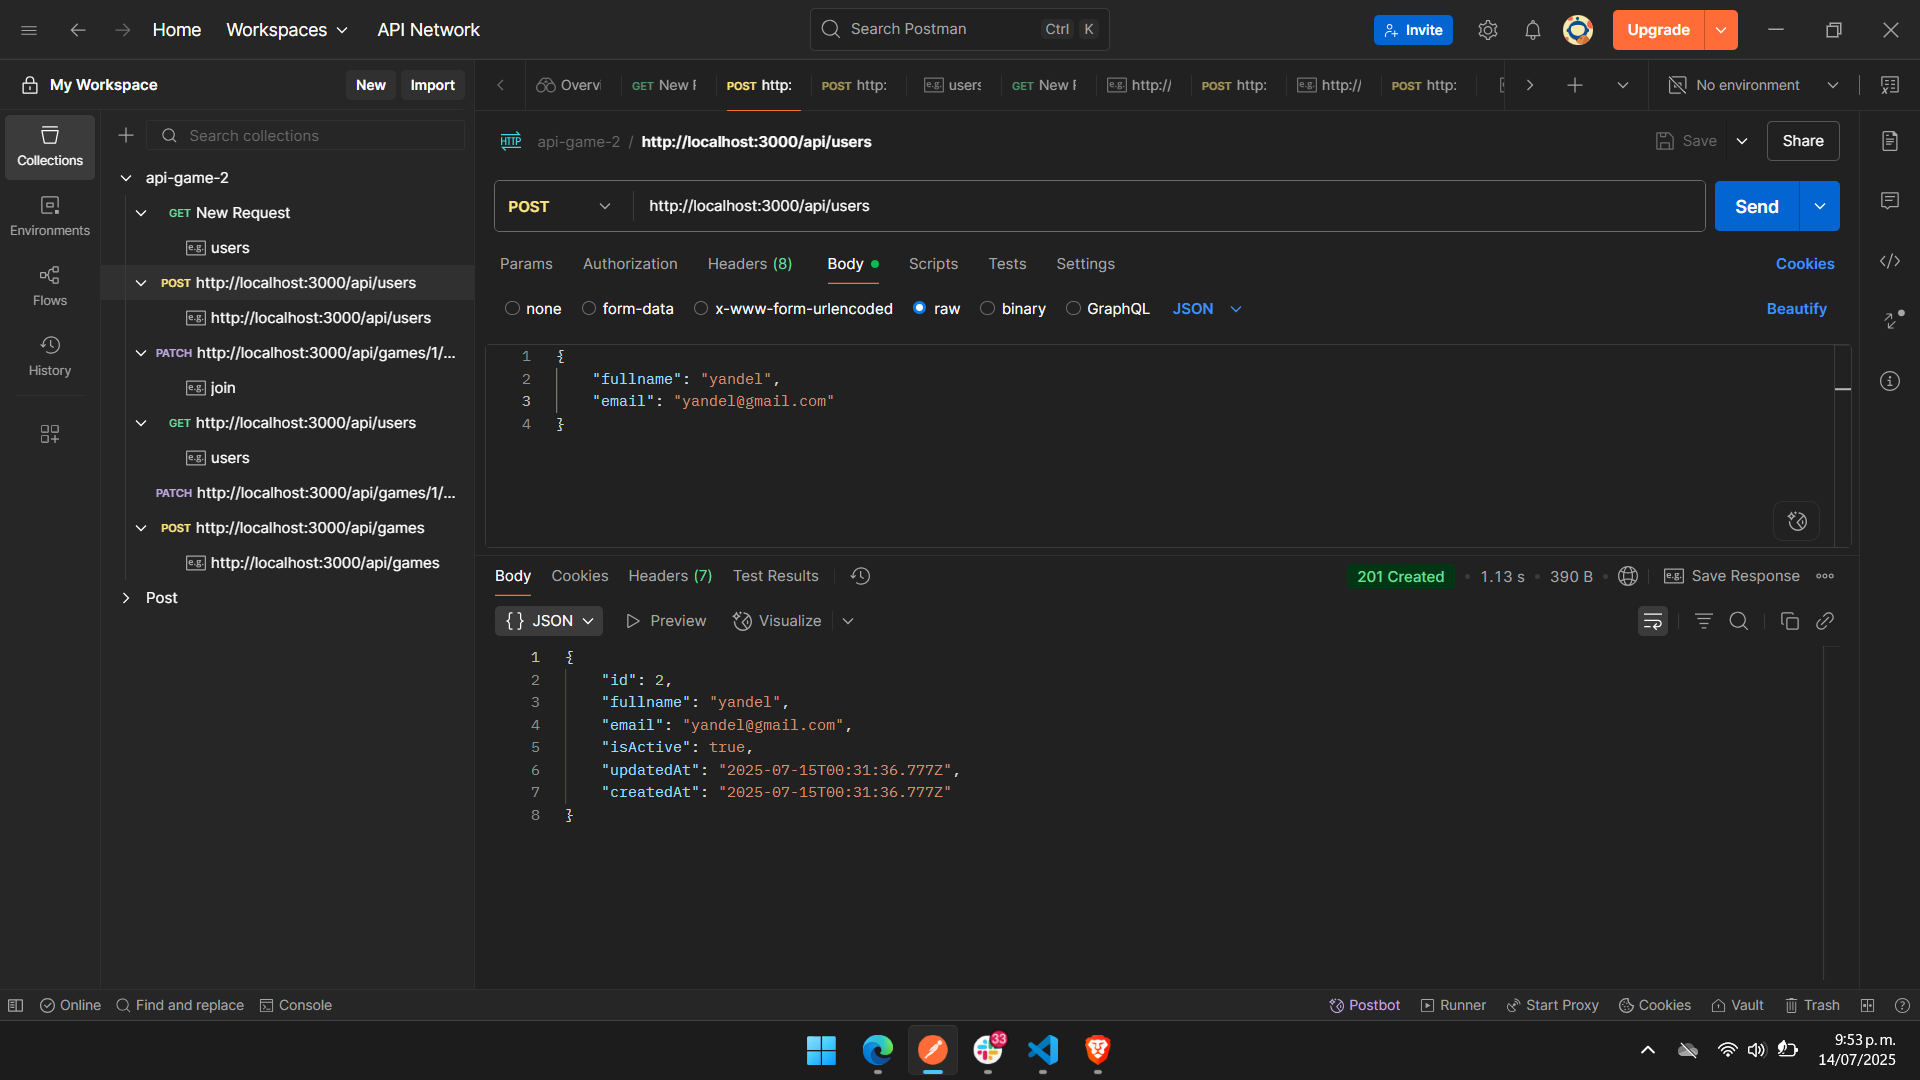 Home
Workspaces
API Network
Search Postman
Ctrl K
Invite
Upgrade
My Workspace
New
Import
Overvi
GET New F
POST http:
POST http:
e.g. users
GET New F
e.g. http://
POST http:
e.g. http://
POST http:
No environment
Collections
Environments
Flows
History
Search collections
api-game-2
GET New Request
e.g. users
POST http://localhost:3000/api/users
e.g. http://localhost:3000/api/users
PATCH http://localhost:3000/api/games/1/...
e.g. join
GET http://localhost:3000/api/users
e.g. users
PATCH http://localhost:3000/api/games/1/...
POST http://localhost:3000/api/games
e.g. http://localhost:3000/api/games
Post
HTTP api-game-2 / http://localhost:3000/api/users
Save
Share
POST http://localhost:3000/api/users
Send
Params Authorization Headers (8) Body Scripts Tests Settings
Cookies
none form-data x-www-form-urlencoded raw binary GraphQL JSON
Beautify
1 {
2 "fullname": "yandel",
3 "email": "yandel@gmail.com"
4 }
Body Cookies Headers (7) Test Results
201 Created • 1.13 s • 390 B
e.g. Save Response
{} JSON
Preview
Visualize
1 {
2 "id": 2,
3 "fullname": "yandel",
4 "email": "yandel@gmail.com",
5 "isActive": true,
6 "updatedAt": "2025-07-15T00:31:36.777Z",
7 "createdAt": "2025-07-15T00:31:36.777Z"
8 }
Online
Find and replace
Console
Postbot
Runner
Start Proxy
Cookies
Vault
Trash
33
9:53 p. m.
14/07/2025